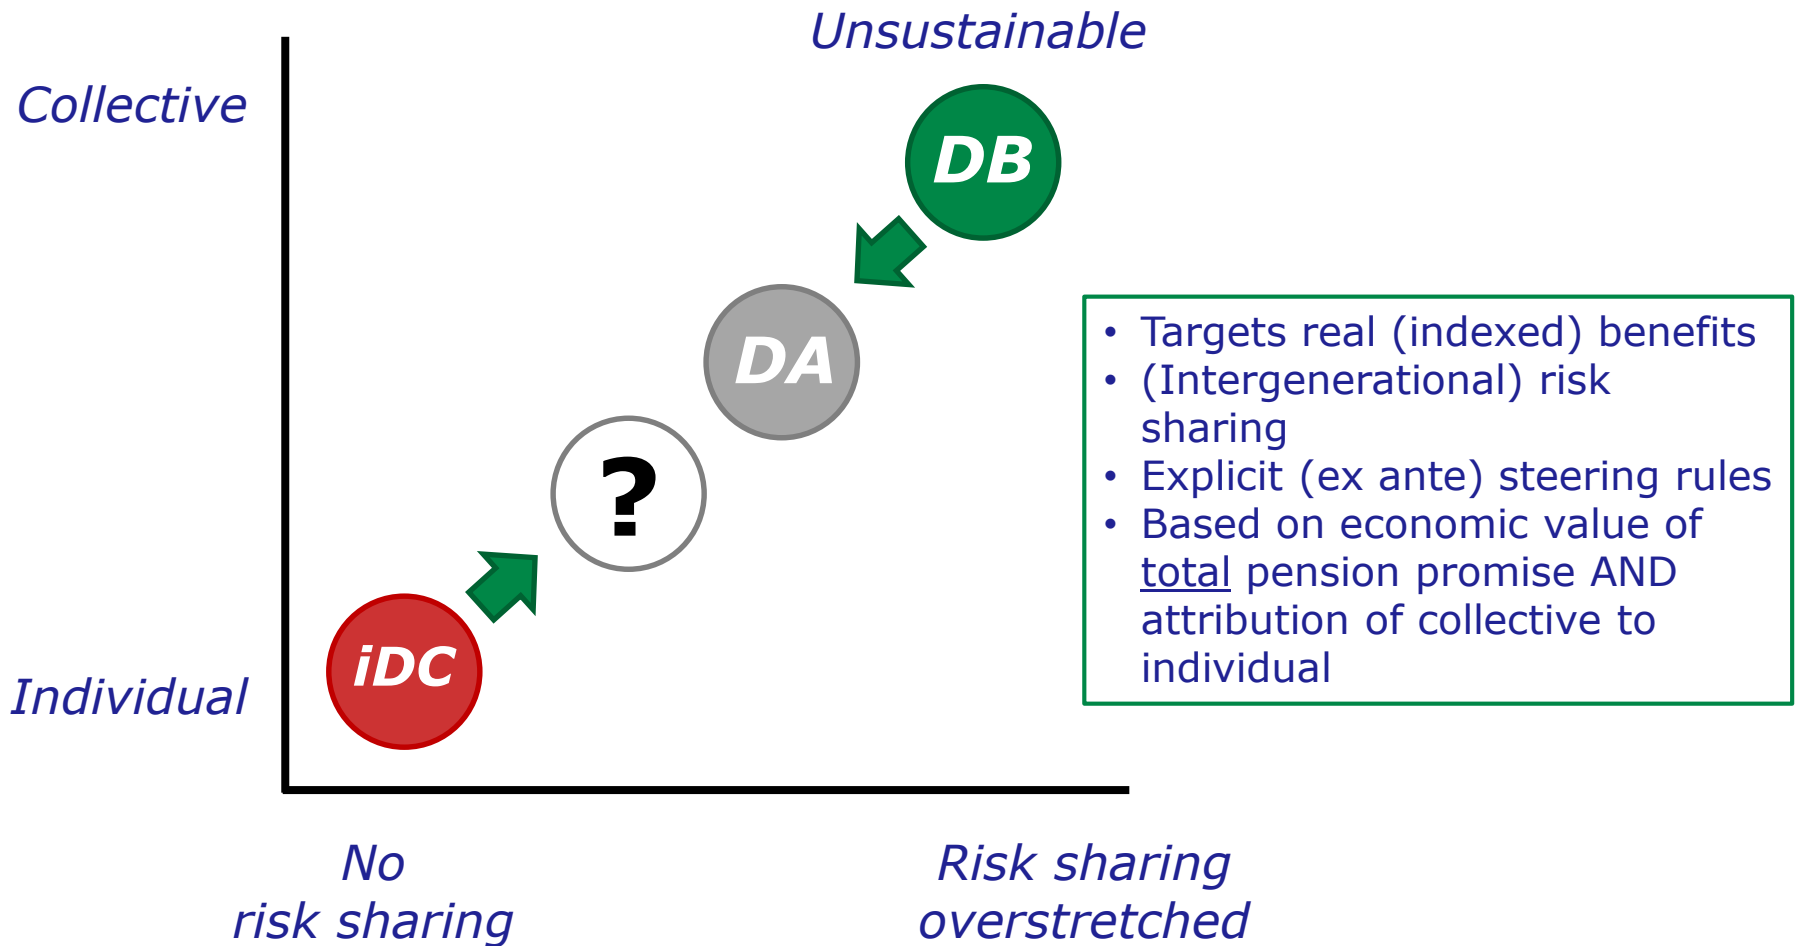 Unsustainable
Collective
DB
DA
• Targets real (indexed) benefits
• (Intergenerational) risk
sharing
• Explicit (ex ante) steering rules
• Based on economic value of
total pension promise AND
attribution of collective to
individual
?
iDC
Individual
No
risk sharing
Risk sharing
overstretched